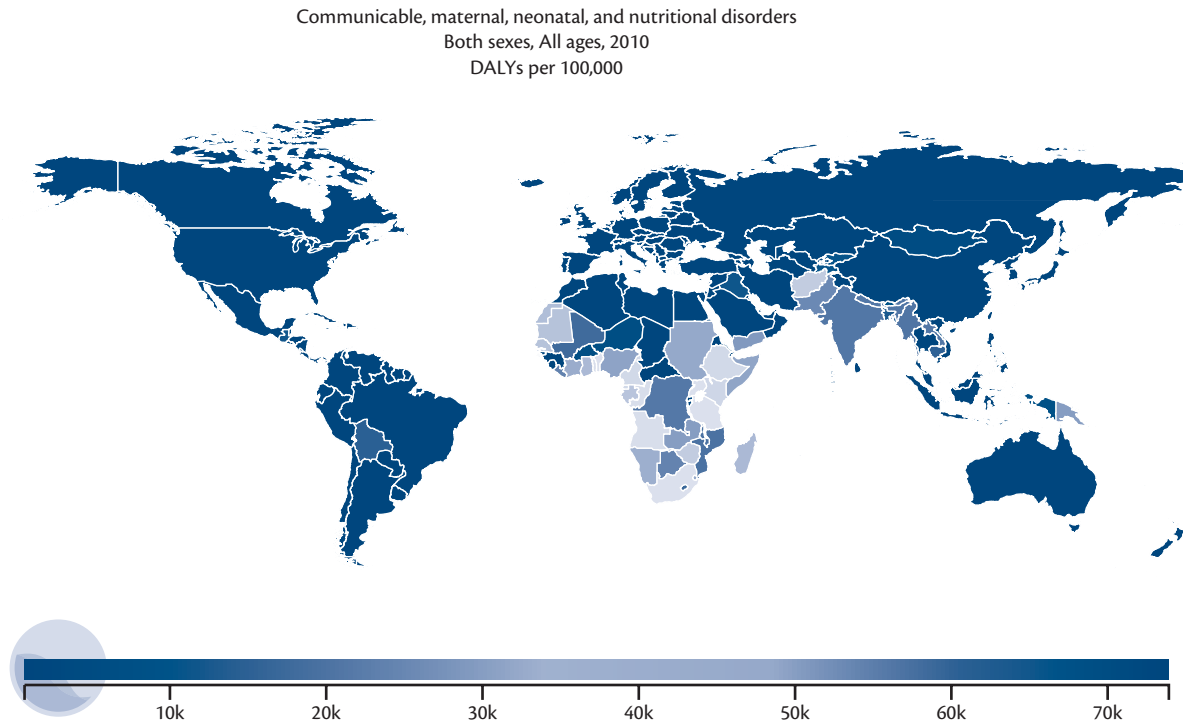 Communicable, maternal, neonatal, and nutritional disorders
Both sexes, All ages, 2010
DALYs per 100,000
10k 20k 30k 40k 50k 60k 70k